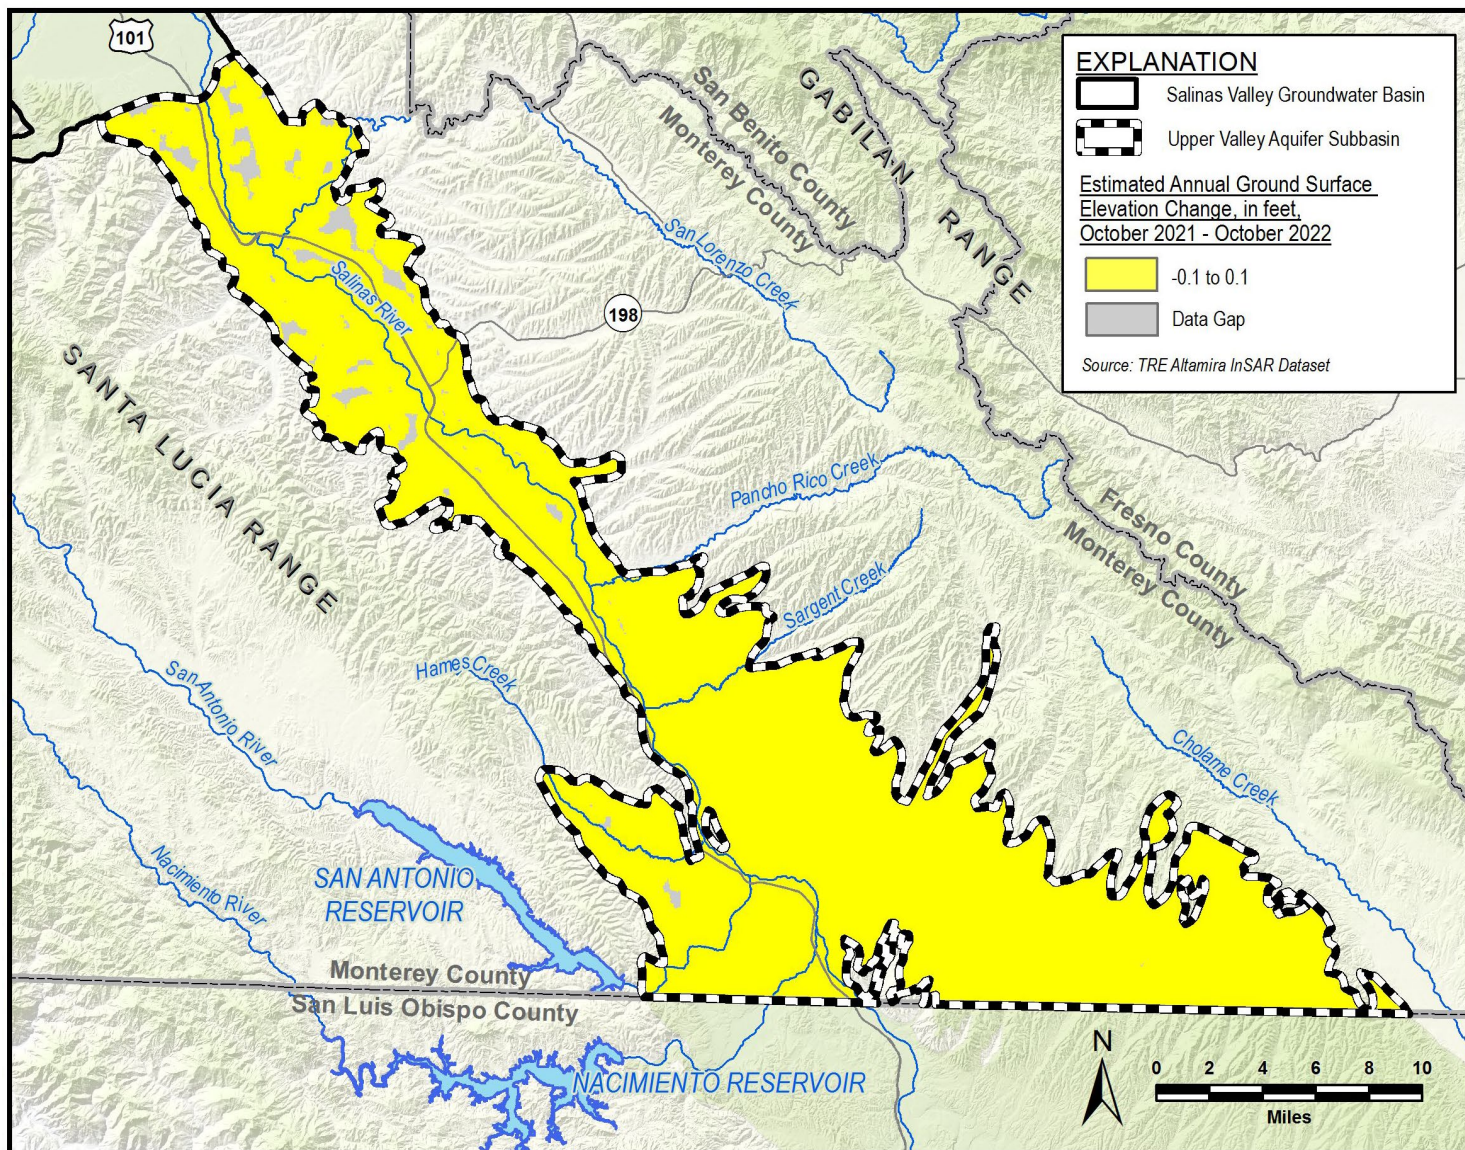 101
EXPLANATION
Salinas Valley Groundwater Basin
Upper Valley Aquifer Subbasin
Estimated Annual Ground Surface
Elevation Change, in feet,
October 2021 - October 2022
-0.1 to 0.1
Data Gap
Source: TRE Altamira InSAR Dataset
San Benito County
Monterey County
GABILAN
RANGE
San Lorenzo Creek
Salinas River
198
SANTA LUCIA RANGE
Pancho Rico Creek
Fresno County
Monterey County
Sargent Creek
Hames Creek
San Antonio River
Cholame Creek
Nacimiento River
SAN ANTONIO
RESERVOIR
Monterey County
San Luis Obispo County
NACIMIENTO RESERVOIR
N
0 2 4 6 8 10
Miles